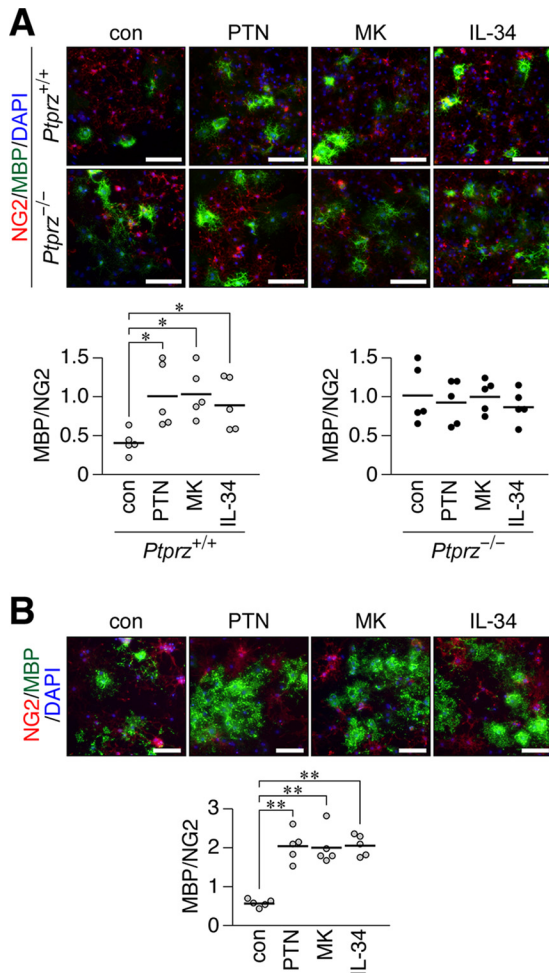 A
con PTN MK IL-34
NG2/MBP/DAPI
Ptprz+/+
Ptprz−/−
* 
*
*
MBP/NG2
1.5
1.0
0.5
0
con PTN MK IL-34
Ptprz+/+
MBP/NG2
1.5
1.0
0.5
0
con PTN MK IL-34
Ptprz−/−
B
con PTN MK IL-34
NG2/MBP
/DAPI
**
**
**
MBP/NG2
3
2
1
0
con PTN MK IL-34